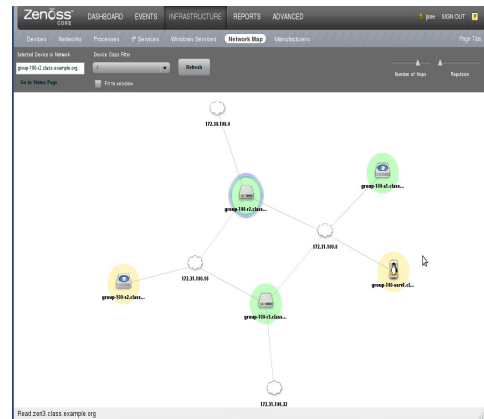 Zenoss CORE
DASHBOARD EVENTS INFRASTRUCTURE REPORTS ADVANCED
jane SIGN OUT ?
Devices Networks Processes IP Services Windows Services Network Map Manufacturers Page Tips
Selected Device or Network Device Class Filter
group-100-r2.class.example.org / Refresh
Number of Hops Repulsion
Go to Status Page Fit to window
172.30.100.0
group-100-s1.class...
group-100-r2.class...
172.31.100.0
172.31.100.16
group-100-serv1.cl...
group-100-s2.class...
group-100-r1.class...
172.31.100.32
Read zen3.class.example.org